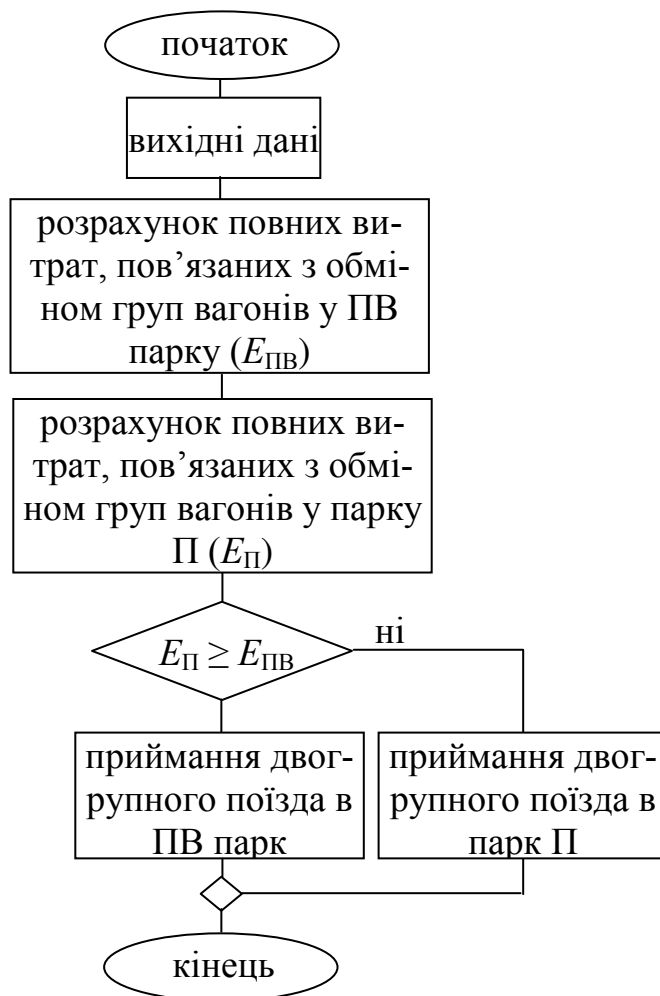 початок
вихідні дані
розрахунок повних ви-
трат, пов’язаних з обмі-
ном груп вагонів у ПВ
парку (EПВ)
розрахунок повних ви-
трат, пов’язаних з обмі-
ном груп вагонів у парку
П (EП)
EП ≥ EПВ
ні
приймання двог-
рупного поїзда в
ПВ парк
приймання двог-
рупного поїзда в
парк П
кінець